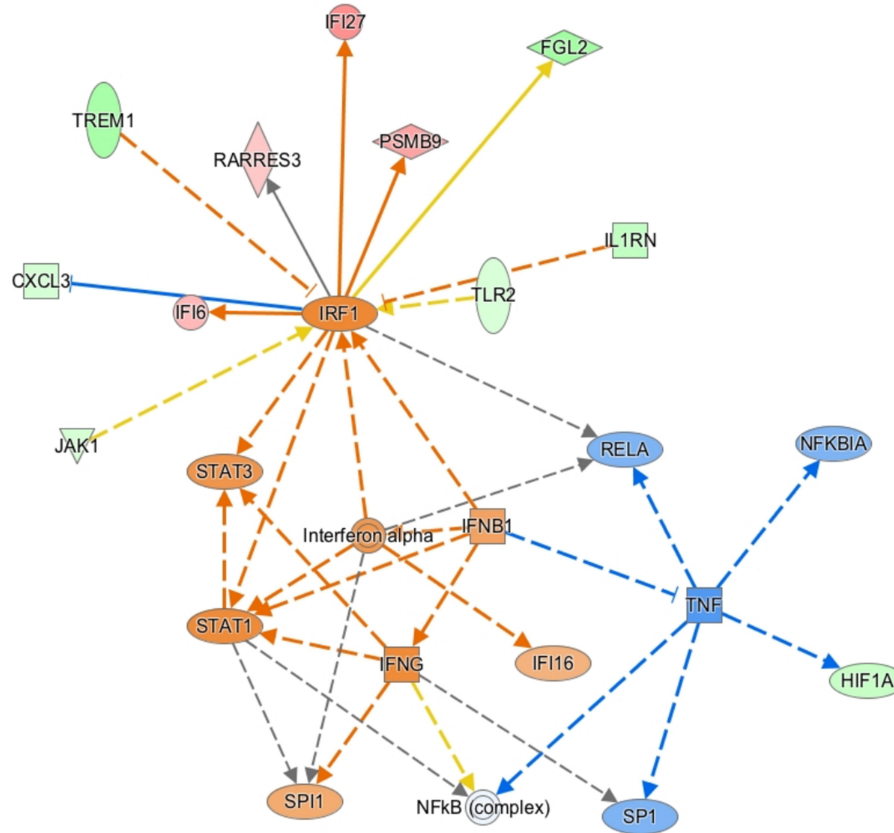 IFI27
FGL2
TREM1
RARRES3
PSMB9
IL1RN
CXCL3
TLR2
IFI6
IRF1
JAK1
RELA
NFKBIA
STAT3
Interferon alpha
IFNB1
TNF
STAT1
IFNG
IFI16
HIF1A
SPI1
NFkB (complex)
SP1